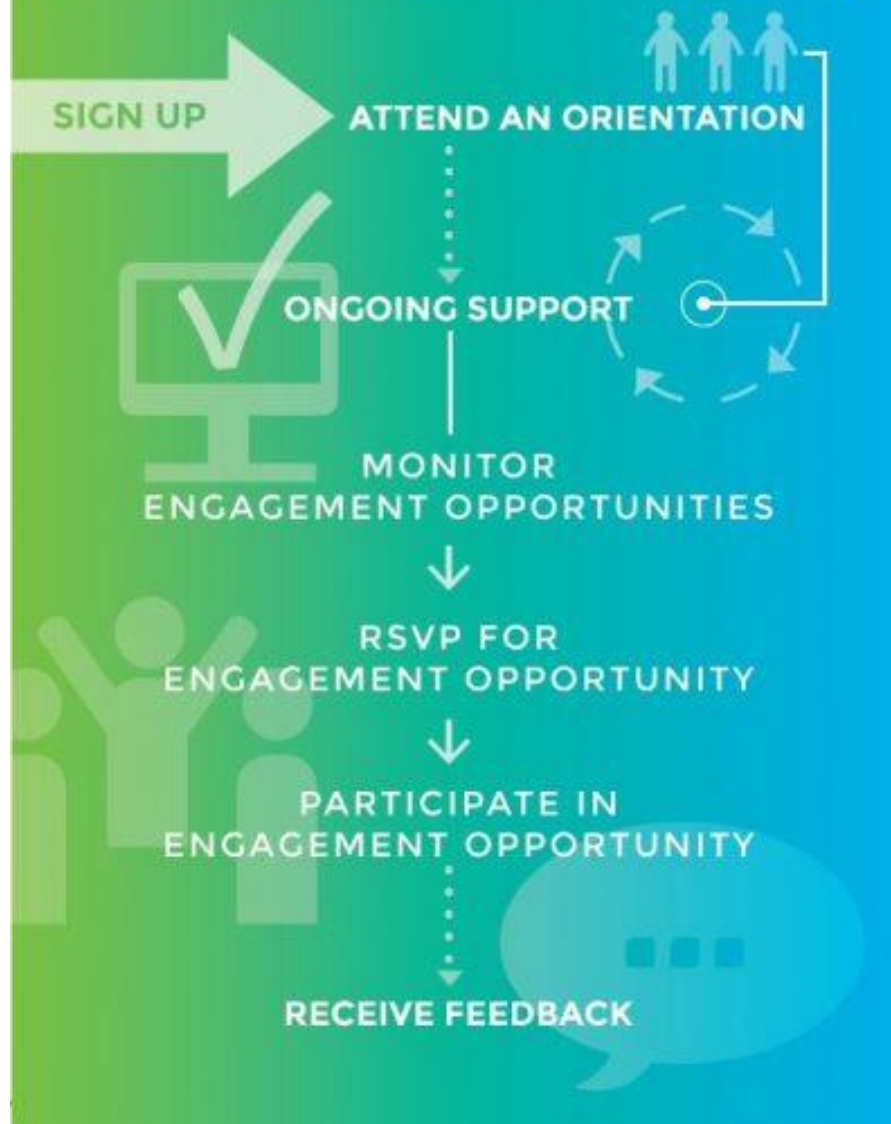 SIGN UP
ATTEND AN ORIENTATION
ONGOING SUPPORT
MONITOR
ENGAGEMENT OPPORTUNITIES
RSVP FOR
ENGAGEMENT OPPORTUNITY
PARTICIPATE IN
ENGAGEMENT OPPORTUNITY
RECEIVE FEEDBACK